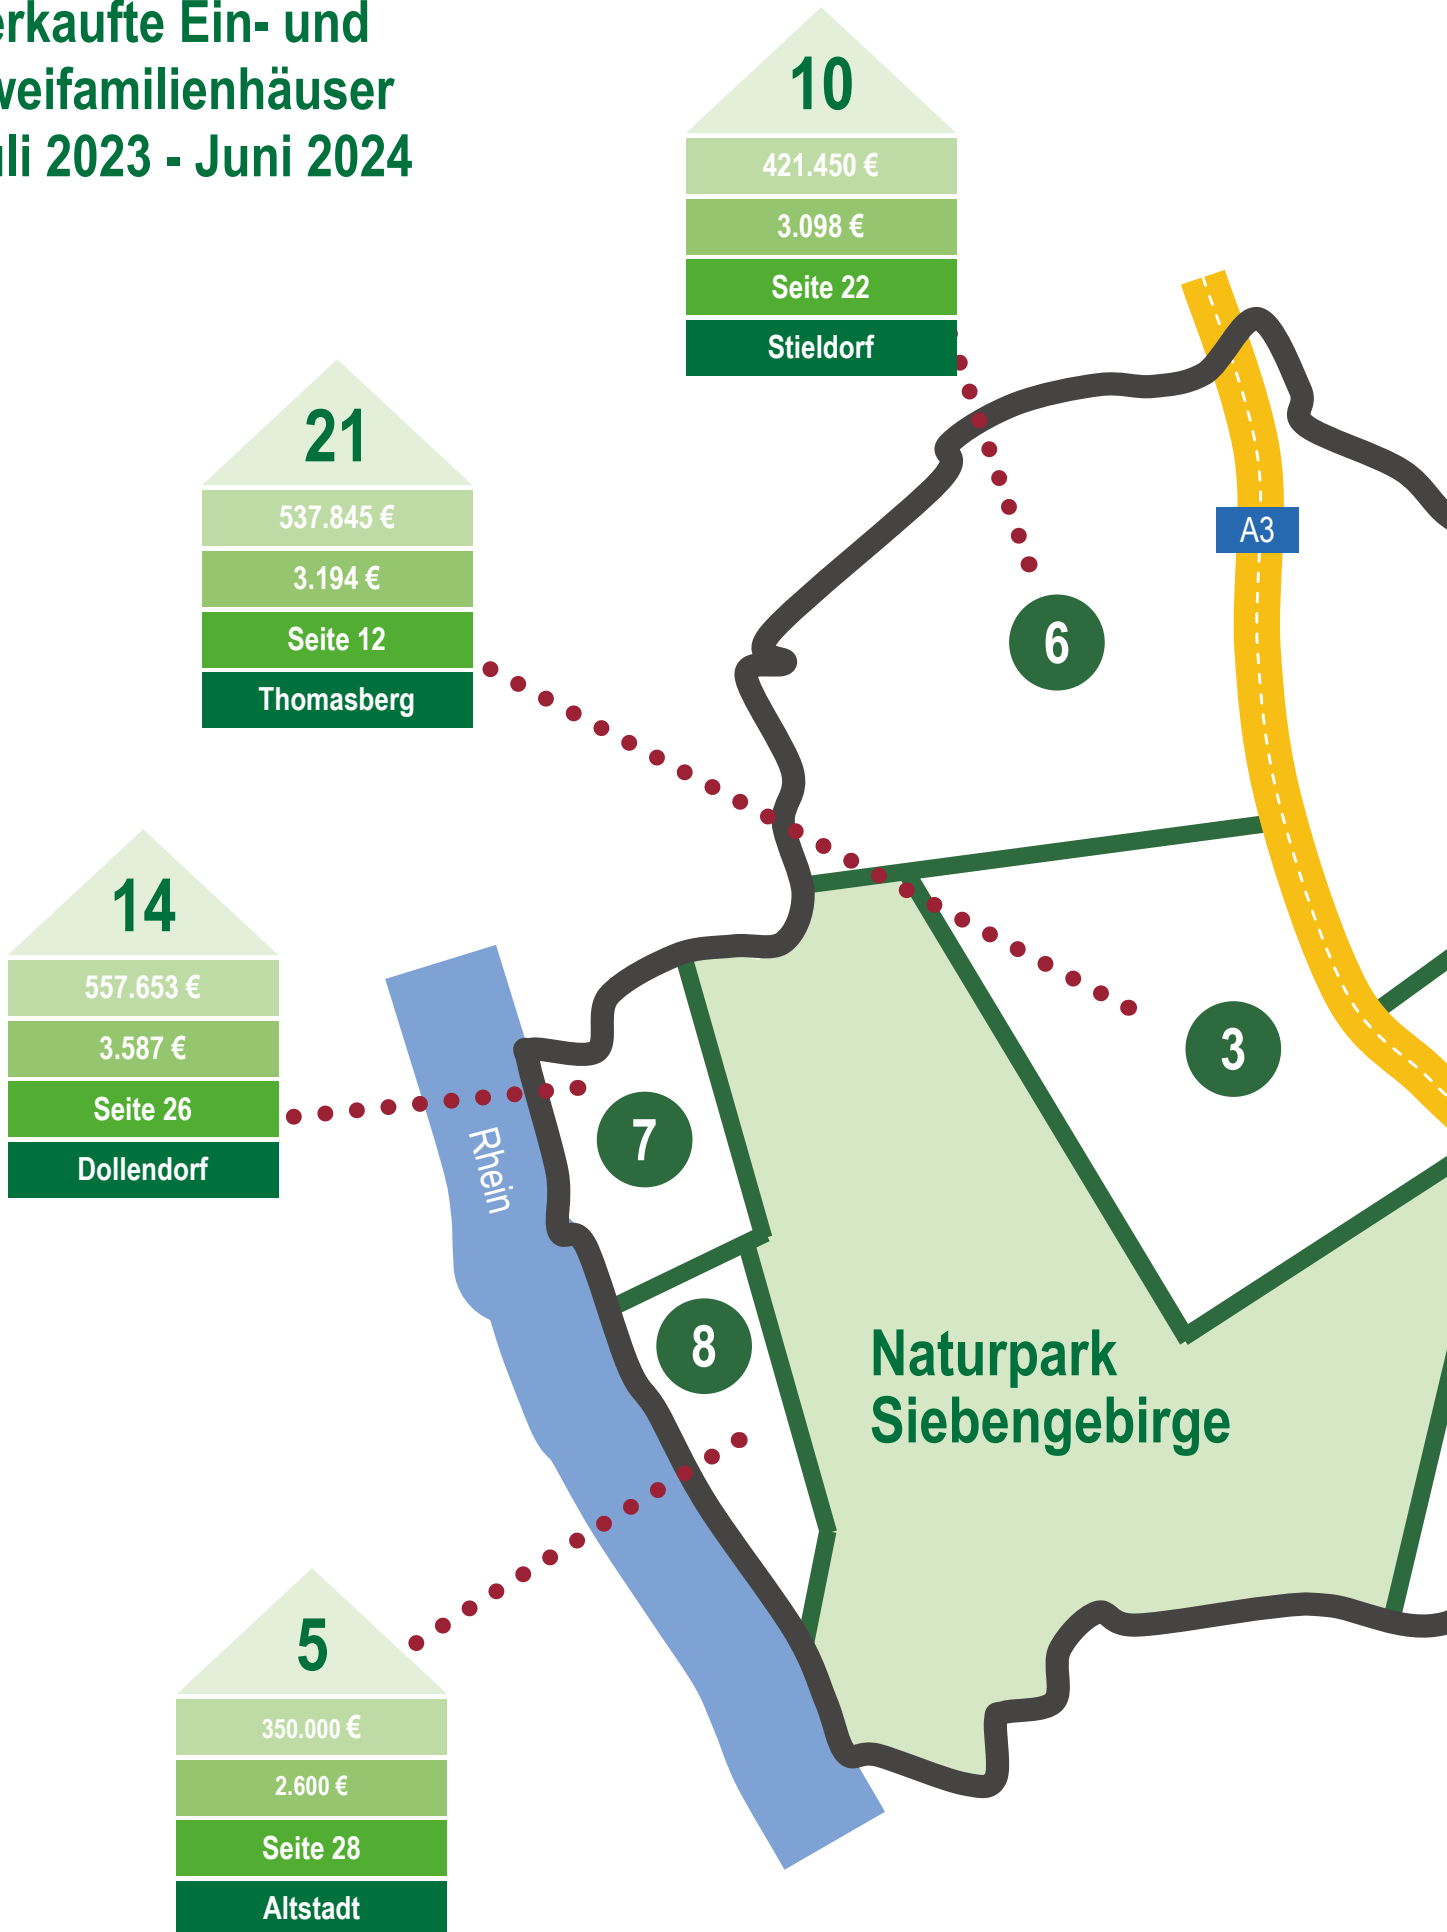 erkaufte Ein- und
weifamilienhäuser
uli 2023 - Juni 2024
10
421.450 €
3.098 €
Seite 22
Stieldorf
21
537.845 €
3.194 €
Seite 12
Thomasberg
14
557.653 €
3.587 €
Seite 26
Dollendorf
5
350.000 €
2.600 €
Seite 28
Altstadt
A3
6
3
7
8
Rhein
Naturpark
Siebengebirge